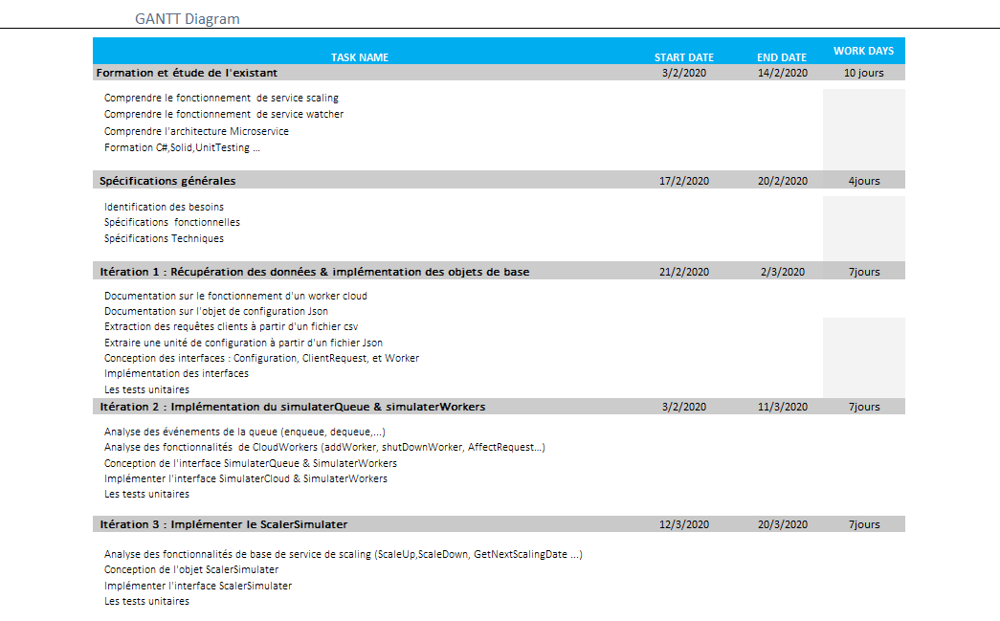 GANTT Diagram
TASK NAME START DATE END DATE WORK DAYS
Formation et étude de l'existant 3/2/2020 14/2/2020 10 jours
Comprendre le fonctionnement de service scaling
Comprendre le fonctionnement de service watcher
Comprendre l'architecture Microservice
Formation C#,Solid,UnitTesting ...
Spécifications générales 17/2/2020 20/2/2020 4jours
Identification des besoins
Spécifications fonctionnelles
Spécifications Techniques
Itération 1 : Récupération des données & implémentation des objets de base 21/2/2020 2/3/2020 7jours
Documentation sur le fonctionnement d'un worker cloud
Documentation sur l'objet de configuration Json
Extraction des requêtes clients à partir d'un fichier csv
Extraire une unité de configuration à partir d'un fichier Json
Conception des interfaces : Configuration, ClientRequest, et Worker
Implémentation des interfaces
Les tests unitaires
Itération 2 : Implémentation du simulaterQueue & simulaterWorkers 3/2/2020 11/3/2020 7jours
Analyse des événements de la queue (enqueue, dequeue,...)
Analyse des fonctionnalités de CloudWorkers (addWorker, shutDownWorker, AffectRequest...)
Conception de l'interface SimulaterQueue & SimulaterWorkers
Implémenter l'interface SimulaterCloud & SimulaterWorkers
Les tests unitaires
Itération 3 : Implémenter le ScalerSimulater 12/3/2020 20/3/2020 7jours
Analyse des fonctionnalités de base de service de scaling (ScaleUp,ScaleDown, GetNextScalingDate ...)
Conception de l'objet ScalerSimulater
Implémenter l'interface ScalerSimulater
Les tests unitaires